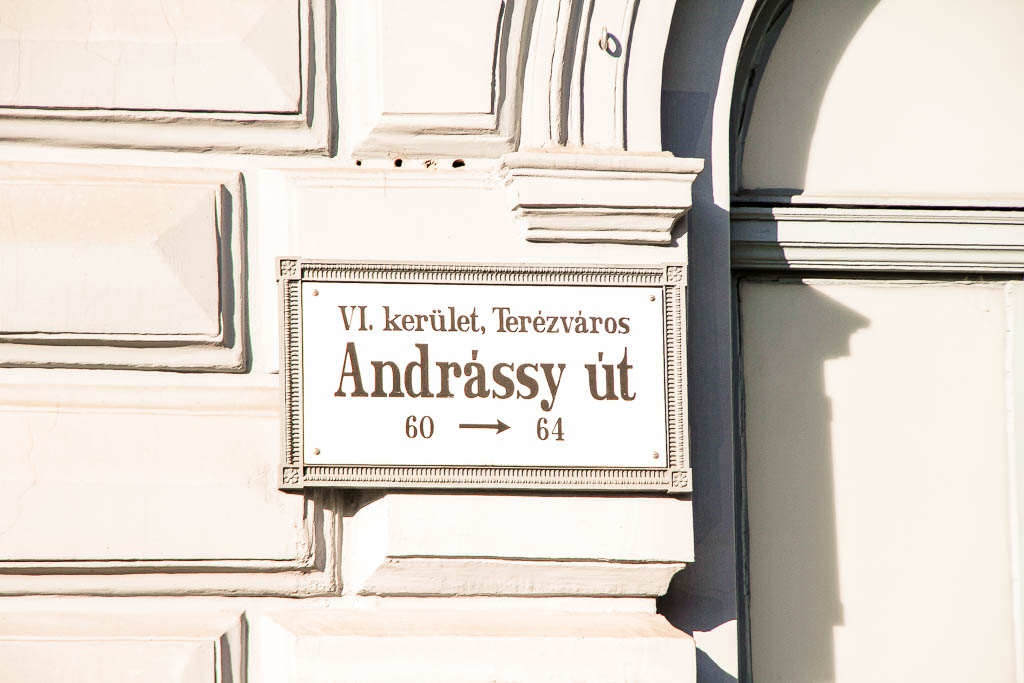 VI. kerület, Terézváros
Andrássy út
60 → 64